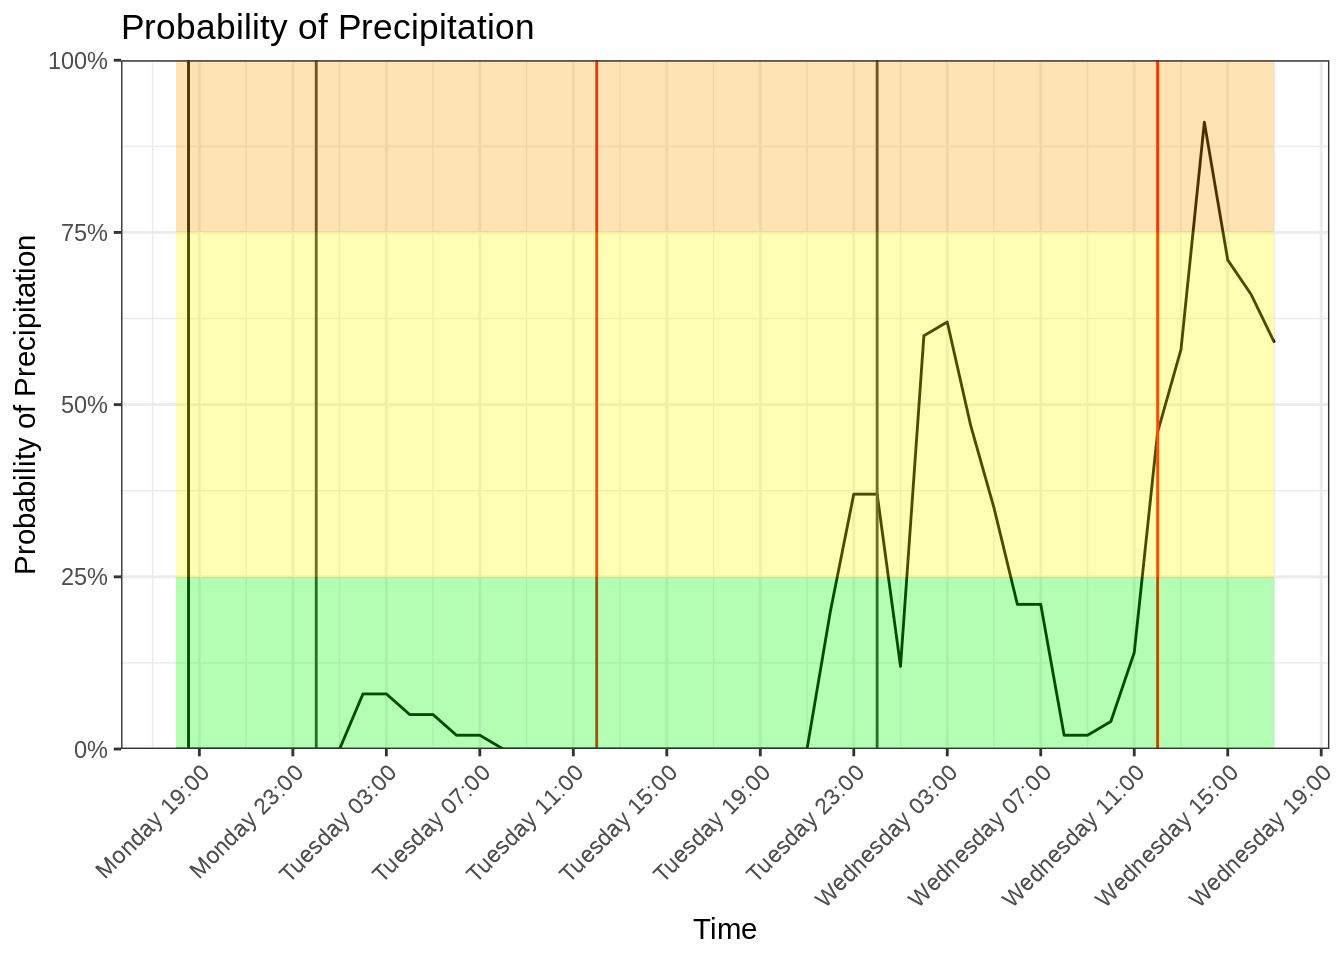 Probability of Precipitation
Probability of Precipitation
100%
75%
50%
25%
0%
Monday 19:00
Monday 23:00
Tuesday 03:00
Tuesday 07:00
Tuesday 11:00
Tuesday 15:00
Tuesday 19:00
Tuesday 23:00
Wednesday 03:00
Wednesday 07:00
Wednesday 11:00
Wednesday 15:00
Wednesday 19:00
Time